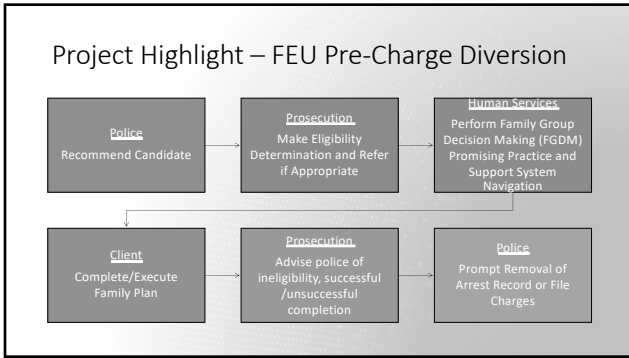 Project Highlight – FEU Pre-Charge Diversion
Police
Recommend Candidate
Prosecution
Make Eligibility
Determination and Refer
if Appropriate
Human Services
Perform Family Group
Decision Making (FGDM)
Promising Practice and
Support System
Navigation
Client
Complete/Execute
Family Plan
Prosecution
Advise police of
ineligibility, successful
/unsuccessful
completion
Police
Prompt Removal of
Arrest Record or File
Charges